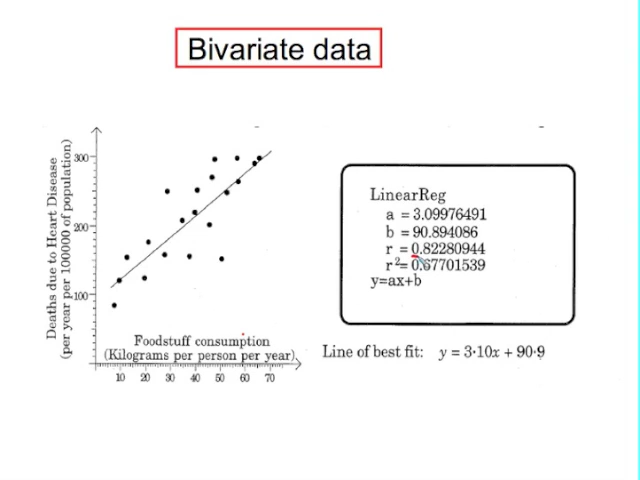 Bivariate data
Deaths due to Heart Disease
(per year per 100000 of population)
300
200
100
Foodstuff consumption
(Kilograms per person per year)
10 20 30 40 50 60 70
LinearReg
a = 3.09976491
b = 90.894086
r = 0.82280944
r²= 0.67701539
y=ax+b
Line of best fit: y = 3·10x + 90·9